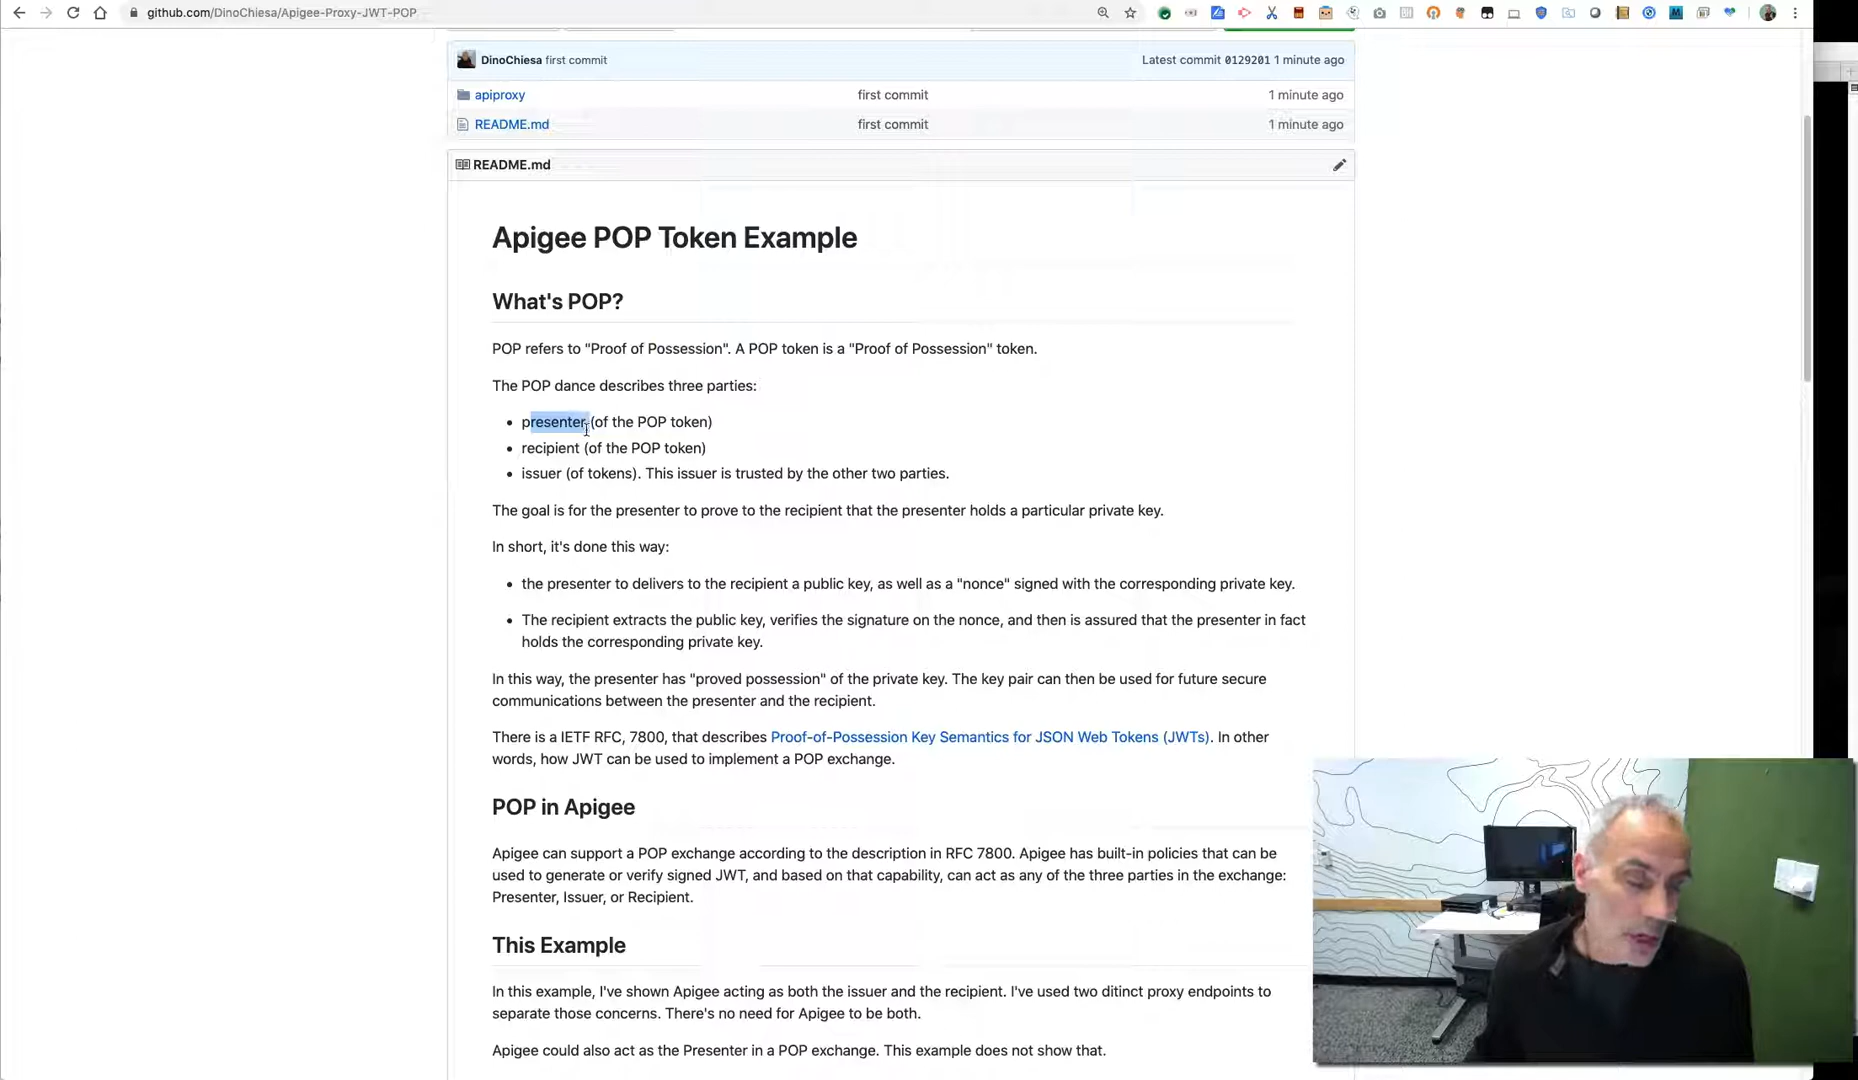 github.com/DinoChiesa/Apigee-Proxy-JWT-POP
DinoChiesa first commit
Latest commit 0129201 1 minute ago
apiproxy
first commit
1 minute ago
README.md
first commit
1 minute ago
README.md
Apigee POP Token Example
What's POP?
POP refers to "Proof of Possession". A POP token is a "Proof of Possession" token.
The POP dance describes three parties:
• presenter (of the POP token)
• recipient (of the POP token)
• issuer (of tokens). This issuer is trusted by the other two parties.
The goal is for the presenter to prove to the recipient that the presenter holds a particular private key.
In short, it's done this way:
• the presenter to delivers to the recipient a public key, as well as a "nonce" signed with the corresponding private key.
• The recipient extracts the public key, verifies the signature on the nonce, and then is assured that the presenter in fact
holds the corresponding private key.
In this way, the presenter has "proved possession" of the private key. The key pair can then be used for future secure
communications between the presenter and the recipient.
There is a IETF RFC, 7800, that describes Proof-of-Possession Key Semantics for JSON Web Tokens (JWTs). In other
words, how JWT can be used to implement a POP exchange.
POP in Apigee
Apigee can support a POP exchange according to the description in RFC 7800. Apigee has built-in policies that can be
used to generate or verify signed JWT, and based on that capability, can act as any of the three parties in the exchange:
Presenter, Issuer, or Recipient.
This Example
In this example, I've shown Apigee acting as both the issuer and the recipient. I've used two ditinct proxy endpoints to
separate those concerns. There's no need for Apigee to be both.
Apigee could also act as the Presenter in a POP exchange. This example does not show that.